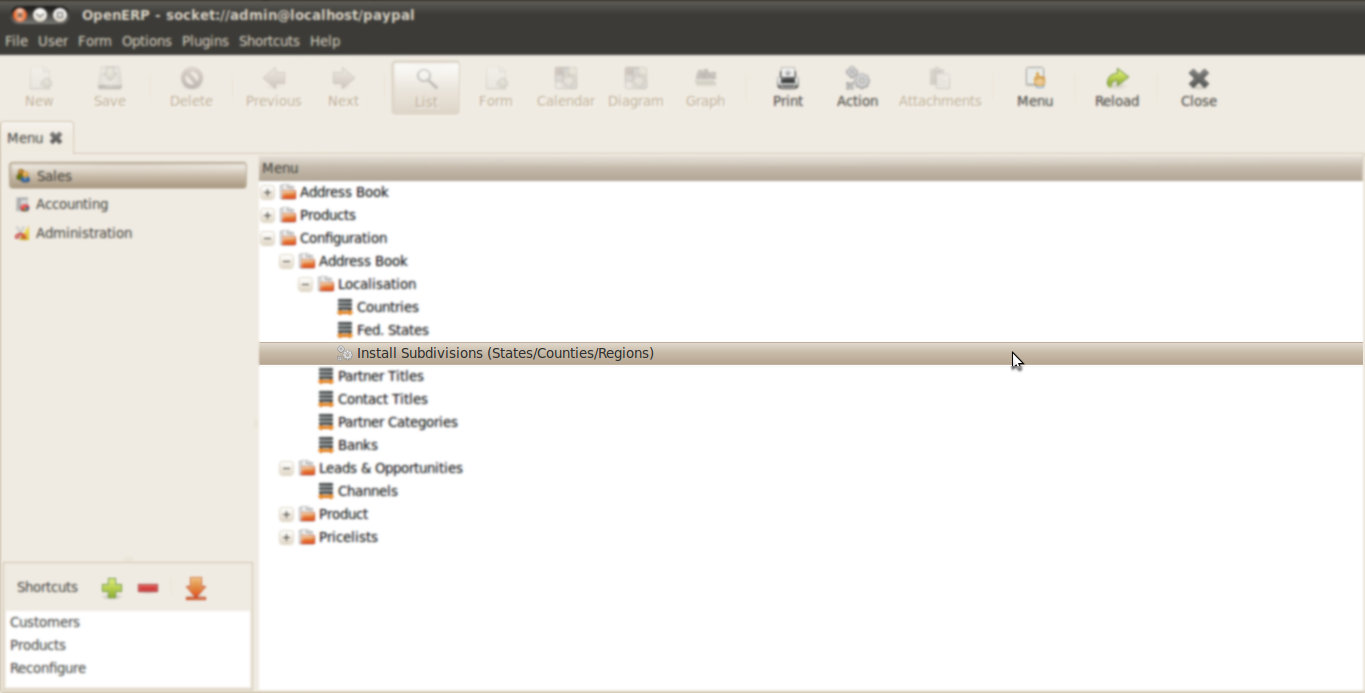 OpenERP - socket://admin@localhost/paypal
File User Form Options Plugins Shortcuts Help
New Save Delete Previous Next List Form Calendar Diagram Graph Print Action Attachments Menu Reload Close
Menu
Sales
Accounting
Administration
Menu
Address Book
Products
Configuration
Address Book
Localisation
Countries
Fed. States
Install Subdivisions (States/Counties/Regions)
Partner Titles
Contact Titles
Partner Categories
Banks
Leads & Opportunities
Channels
Product
Pricelists
Shortcuts
Customers
Products
Reconfigure